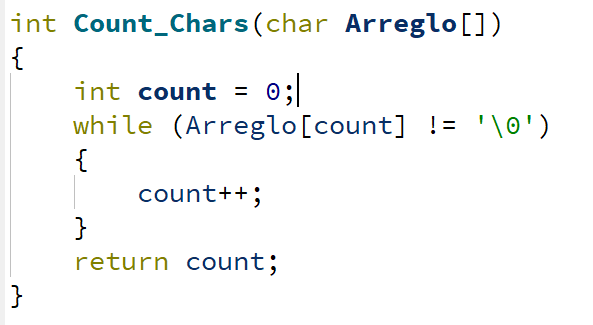 int Count_Chars(char Arreglo[])
{
int count = 0;
while (Arreglo[count] != '\0')
{
count++;
}
return count;
}